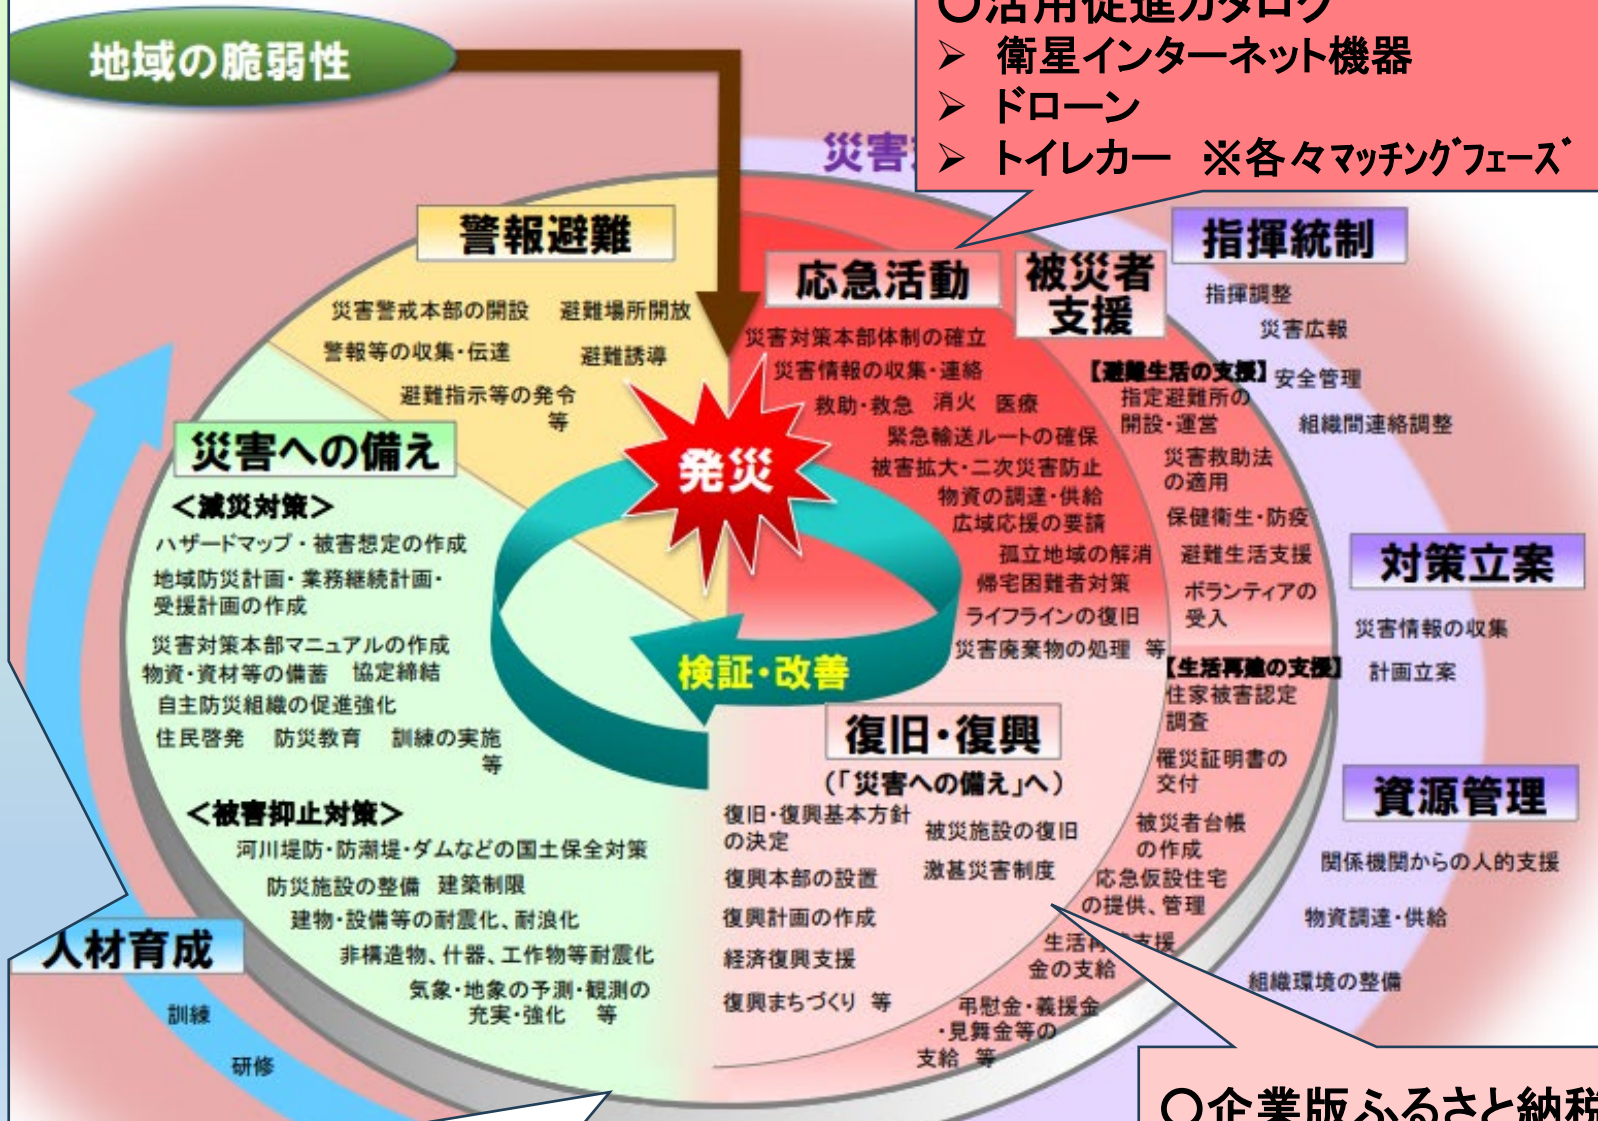 地域の脆弱性
〇活用促進カタログ
➢ 衛星インターネット機器
➢ ドローン
➢ トイレカー ※各々マッチングフェーズ
災害
警報避難
災害警戒本部の開設 避難場所開放
警報等の収集・伝達 避難誘導
避難指示等の発令
等
応急活動
災害対策本部体制の確立
災害情報の収集・連絡
救助・救急 消火 医療
緊急輸送ルートの確保
被害拡大・二次災害防止
物資の調達・供給
広域応援の要請
孤立地域の解消
帰宅困難者対策
ライフラインの復旧
災害廃棄物の処理 等
被災者
支援
【避難生活の支援】
指定避難所の
開設・運営
災害救助法
の適用
保健衛生・防疫
避難生活支援
ボランティアの
受入
【生活再建の支援】
住家被害認定
調査
罹災証明書の
交付
被災者台帳
の作成
応急仮設住宅
の提供、管理
生活再建支援
金の支給
弔慰金・義援金
・見舞金等の
支給 等
指揮統制
指揮調整
災害広報
安全管理
組織間連絡調整
対策立案
災害情報の収集
計画立案
資源管理
関係機関からの人的支援
物資調達・供給
組織環境の整備
発災
検証・改善
災害への備え
＜減災対策＞
ハザードマップ・被害想定の作成
地域防災計画・業務継続計画・
受援計画の作成
災害対策本部マニュアルの作成
物資・資材等の備蓄 協定締結
自主防災組織の促進強化
住民啓発 防災教育 訓練の実施
等
＜被害抑止対策＞
河川堤防・防潮堤・ダムなどの国土保全対策
防災施設の整備 建築制限
建物・設備等の耐震化、耐浪化
非構造物、什器、工作物等耐震化
気象・地象の予測・観測の
充実・強化 等
復旧・復興
(「災害への備え」へ)
復旧・復興基本方針
の決定
被災施設の復旧
復興本部の設置
激甚災害制度
復興計画の作成
経済復興支援
復興まちづくり 等
人材育成
訓練
研修
〇企業版ふるさと納税